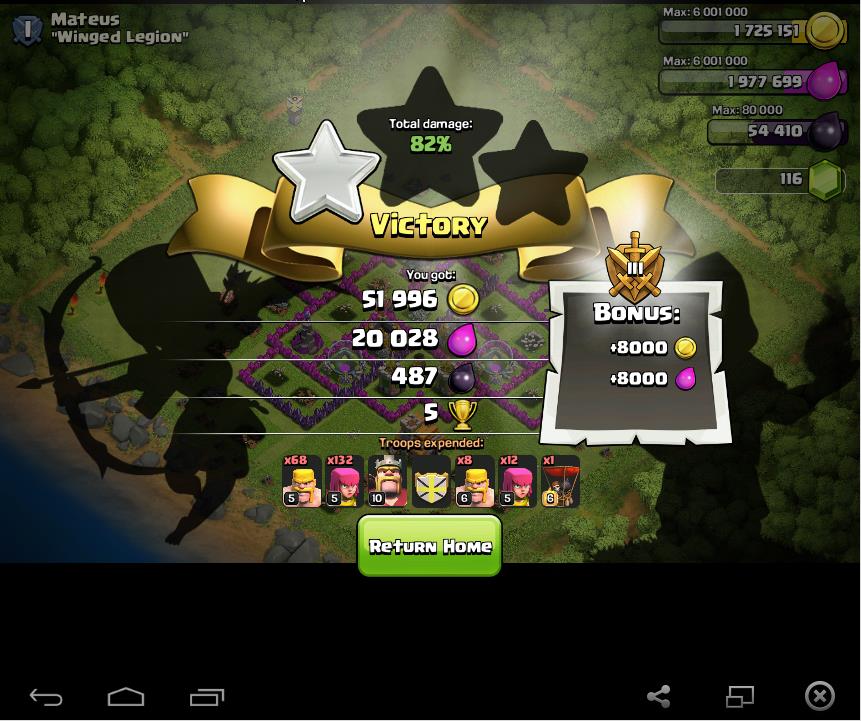 I
Mateus
"Winged Legion"
Max: 6 001 000
1 725 151
Max: 6 001 000
1 977 699
Max: 80 000
54 410
116
Total damage:
82%
Victory
You got:
51 996
20 028
487
5
III
Bonus:
+8000
+8000
Troops expended:
x68 x132 x8 x12 x1
5 5 10 6 5 6
Return Home